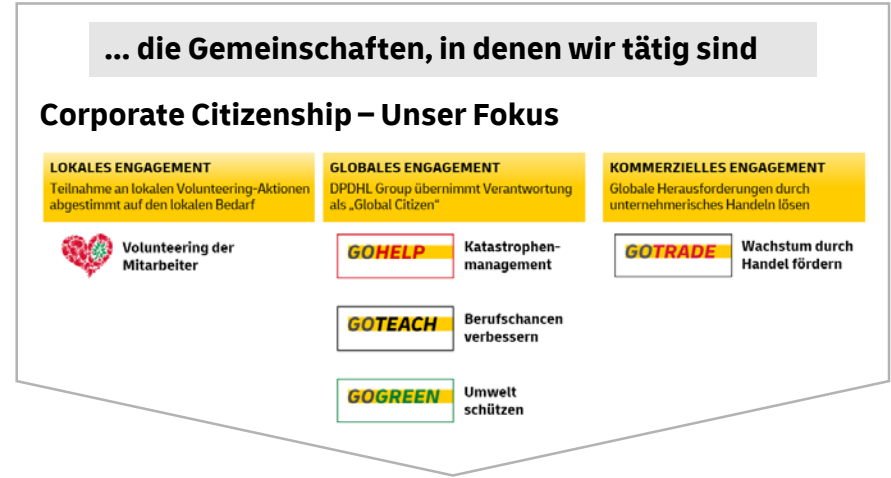 ... die Gemeinschaften, in denen wir tätig sind
Corporate Citizenship – Unser Fokus
LOKALES ENGAGEMENT
Teilnahme an lokalen Volunteering-Aktionen
abgestimmt auf den lokalen Bedarf
Volunteering der
Mitarbeiter
GLOBALES ENGAGEMENT
DPDHL Group übernimmt Verantwortung
als „Global Citizen“
GOHELP
Katastrophen-
management
GOTEACH
Berufschancen
verbessern
GOGREEN
Umwelt
schützen
KOMMERZIELLES ENGAGEMENT
Globale Herausforderungen durch
unternehmerisches Handeln lösen
GOTRADE
Wachstum durch
Handel fördern